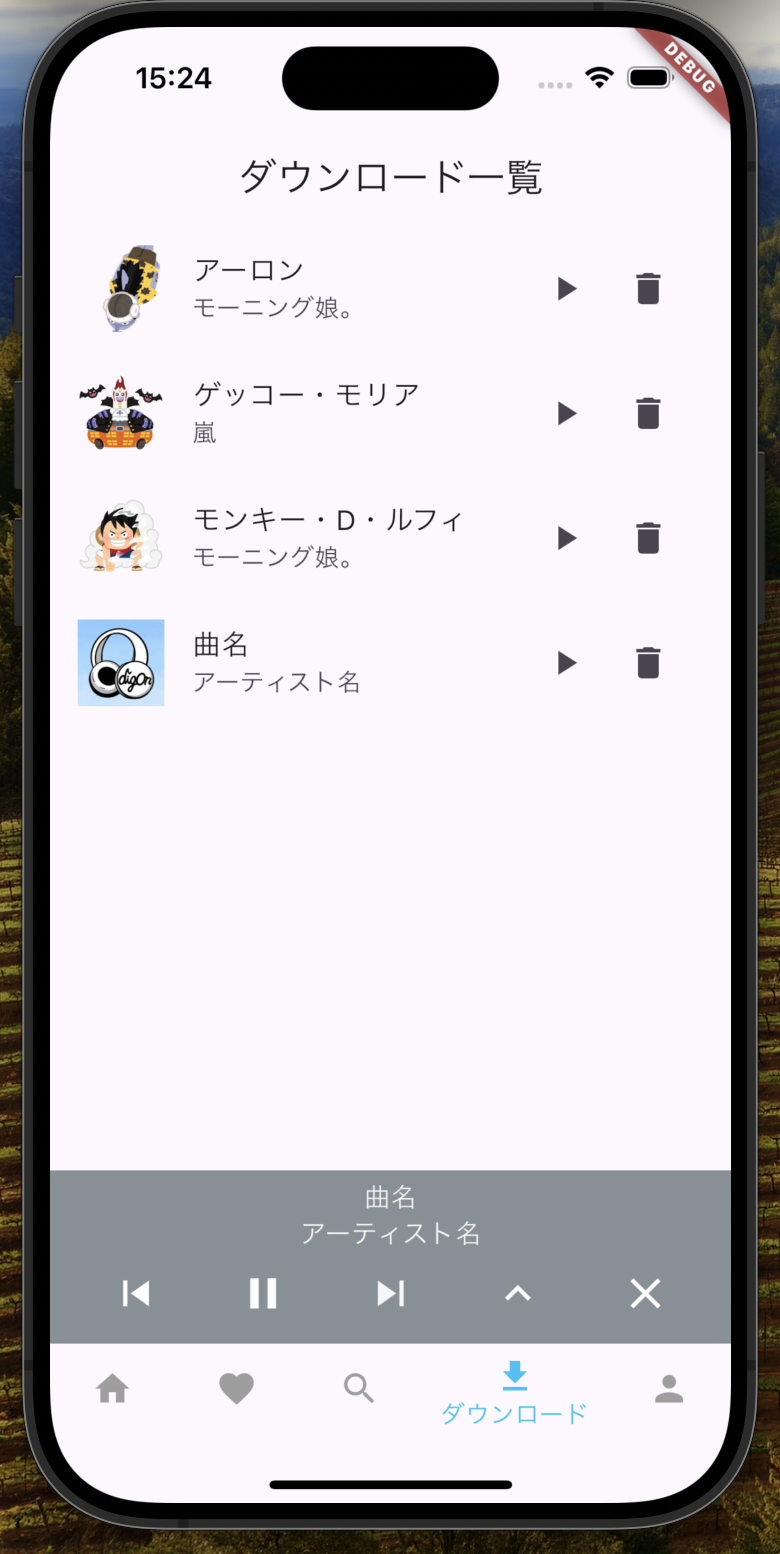 15:24
DEBUG
ダウンロード一覧
アーロン
モーニング娘。
ゲッコー・モリア
嵐
モンキー・D・ルフィ
モーニング娘。
digOn
曲名
アーティスト名
曲名
アーティスト名
ダウンロード